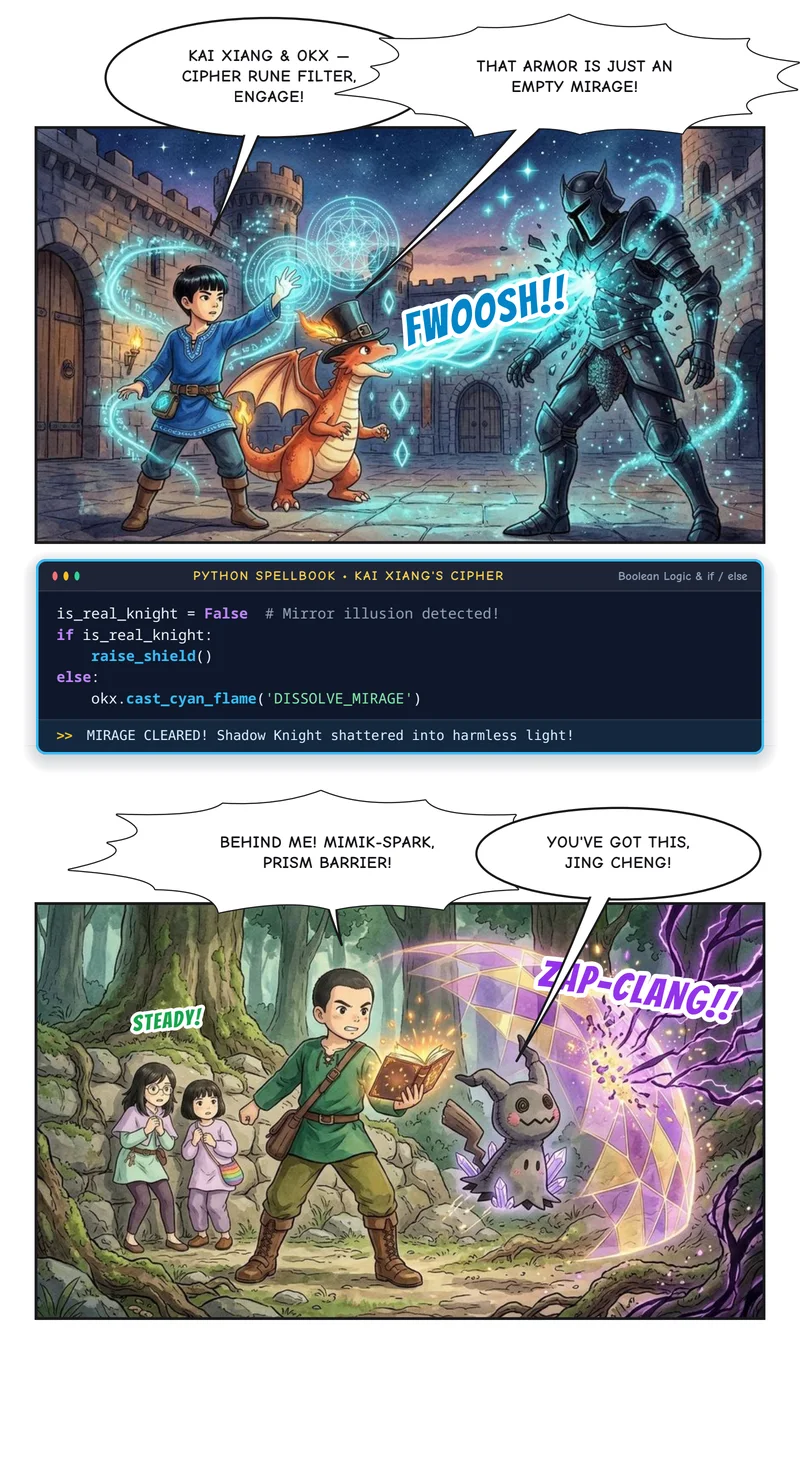 KAI XIANG & OKX —
CIPHER RUNE FILTER,
ENGAGE!
THAT ARMOR IS JUST AN
EMPTY MIRAGE!
FWOOSH!!
PYTHON SPELLBOOK • KAI XIANG'S CIPHER
Boolean Logic & if / else
is_real_knight = False  # Mirror illusion detected!
if is_real_knight:
    raise_shield()
else:
    okx.cast_cyan_flame('DISSOLVE_MIRAGE')
>> MIRAGE CLEARED! Shadow Knight shattered into harmless light!
BEHIND ME! MIMIK-SPARK,
PRISM BARRIER!
YOU'VE GOT THIS,
JING CHENG!
ZAP-CLANG!!
STEADY!